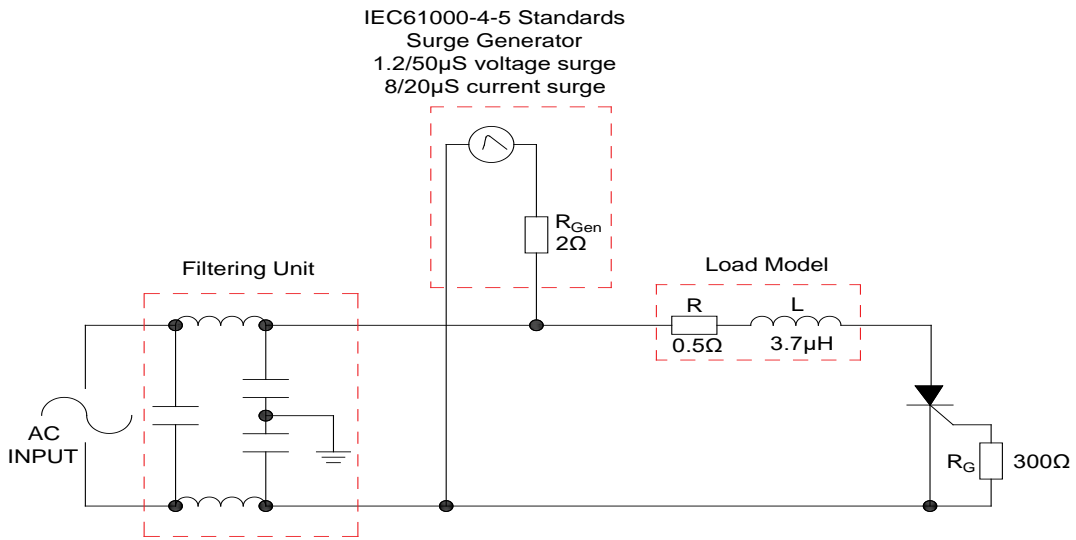 IEC61000-4-5 Standards
Surge Generator
1.2/50μS voltage surge
8/20μS current surge
RGen
2Ω
Filtering Unit
Load Model
R
L
0.5Ω
3.7μH
AC
INPUT
RG
300Ω